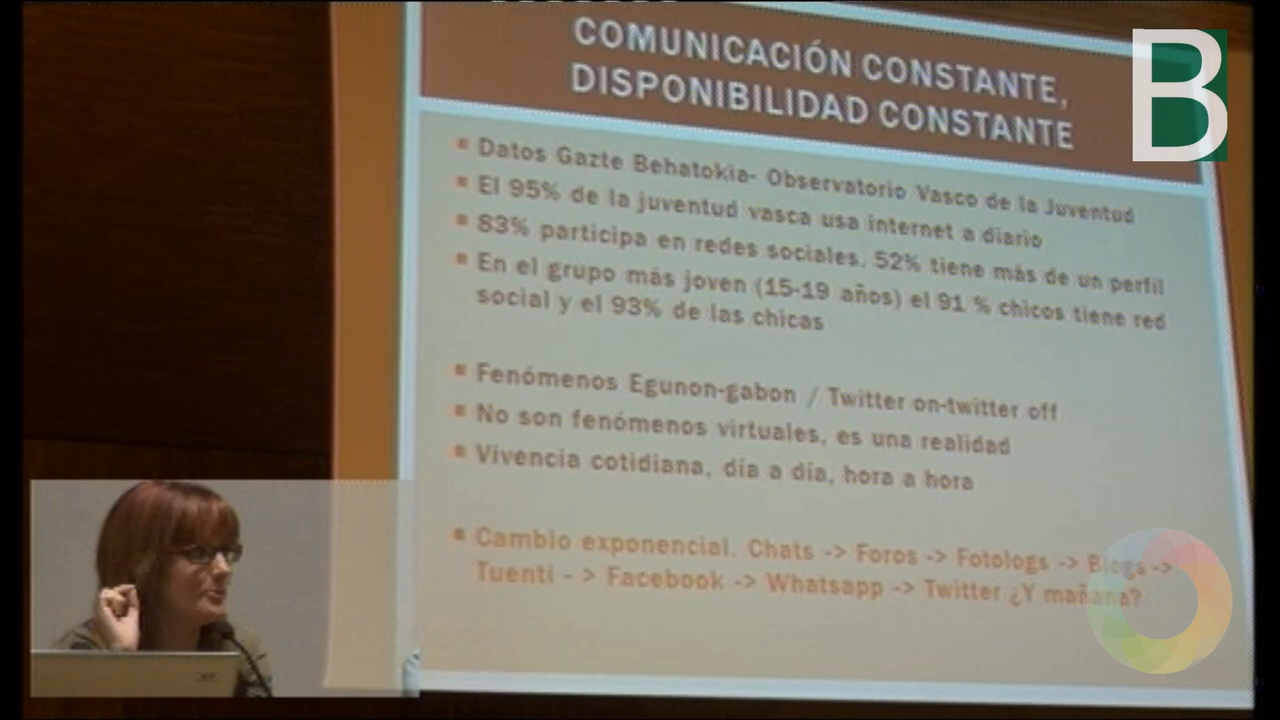 COMUNICACIÓN CONSTANTE,
DISPONIBILIDAD CONSTANTE
B
Datos Gazte Behatokia- Observatorio Vasco de la Juventud
El 95% de la juventud vasca usa internet a diario
83% participa en redes sociales. 52% tiene más de un perfil
En el grupo más joven (15-19 años) el 91 % chicos tiene red
social y el 93% de las chicas
Fenómenos Egunon-gabon / Twitter on-twitter off
No son fenómenos virtuales, es una realidad
Vivencia cotidiana, día a día, hora a hora
Cambio exponencial. Chats -> Foros -> Fotologs -> Blogs ->
Tuenti - > Facebook -> Whatsapp -> Twitter ¿Y mañana?